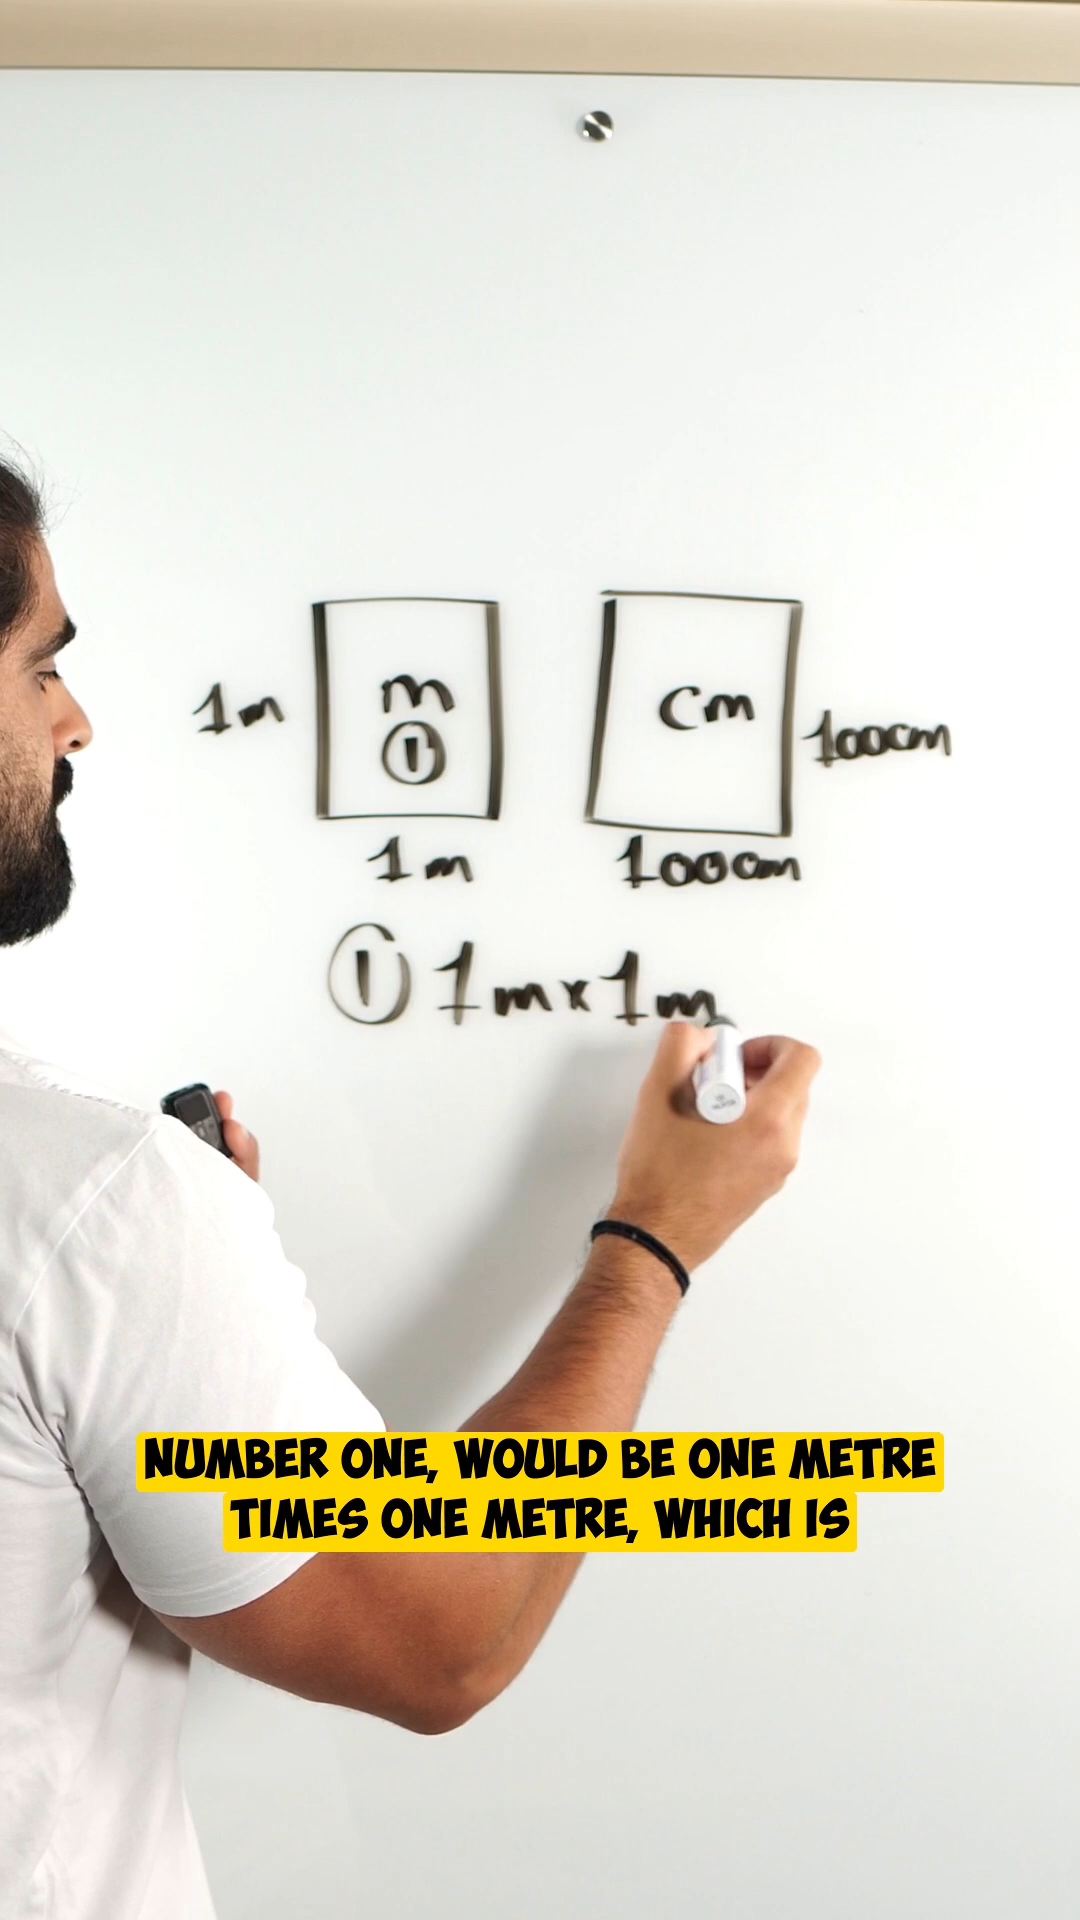 m
①
1m
1m
cm
100cm
100cm
① 1m x 1m
NUMBER ONE, WOULD BE ONE METRE
TIMES ONE METRE, WHICH IS